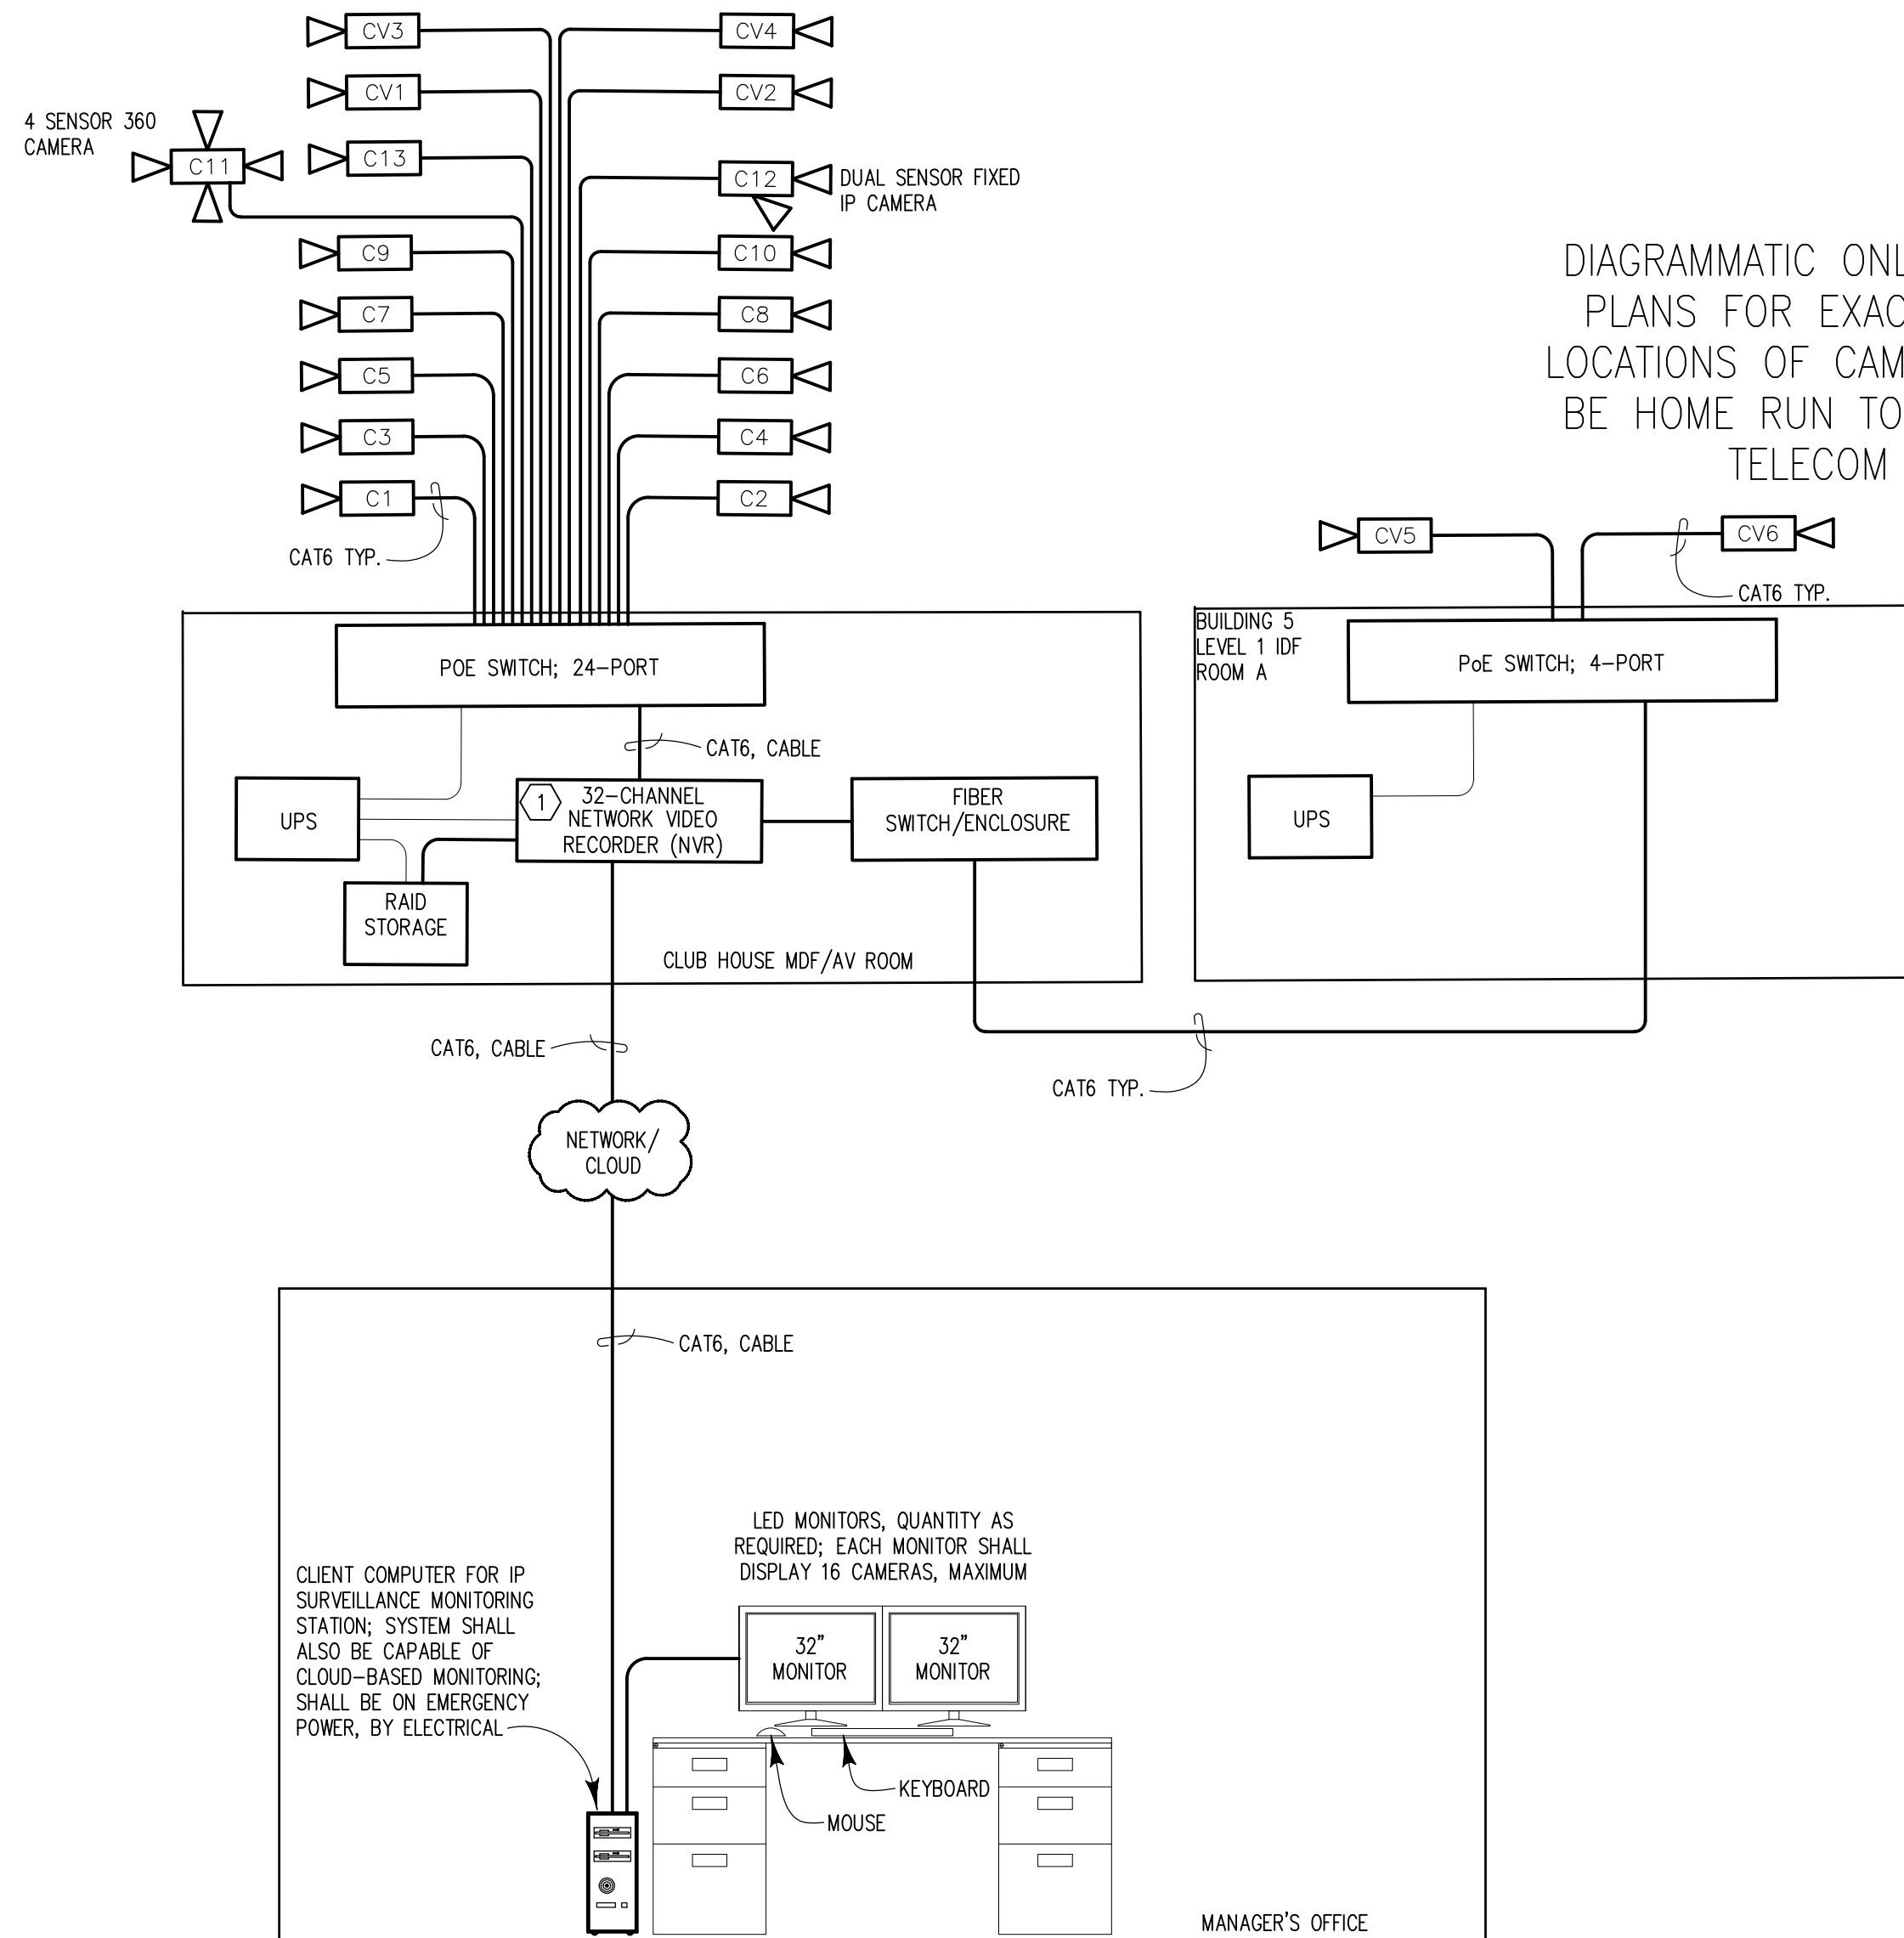 CV3
CV4
CV1
CV2
4 SENSOR 360
CAMERA
C11
C13
C12
DUAL SENSOR FIXED
IP CAMERA
C9
C10
C7
C8
C5
C6
C3
C4
C1
C2
CAT6 TYP.
DIAGRAMMATIC
PLANS FOR
LOCATIONS OF
BE HOME RUN TO
TELECOM
CV5
CV6
CAT6 TYP.
POE SWITCH; 24-PORT
CAT6, CABLE
UPS
1
32-CHANNEL
NETWORK VIDEO
RECORDER (NVR)
FIBER
SWITCH/ENCLOSURE
RAID
STORAGE
CLUB HOUSE MDF/AV ROOM
BUILDING 5
LEVEL 1 IDF
ROOM A
PoE SWITCH; 4-PORT
UPS
CAT6, CABLE
CAT6 TYP.
NETWORK/
CLOUD
CAT6, CABLE
LED MONITORS, QUANTITY AS
REQUIRED; EACH MONITOR SHALL
DISPLAY 16 CAMERAS, MAXIMUM
CLIENT COMPUTER FOR IP
SURVEILLANCE MONITORING
STATION; SYSTEM SHALL
ALSO BE CAPABLE OF
CLOUD-BASED MONITORING;
SHALL BE ON EMERGENCY
POWER, BY ELECTRICAL
32"
MONITOR
32"
MONITOR
KEYBOARD
MOUSE
MANAGER'S OFFICE